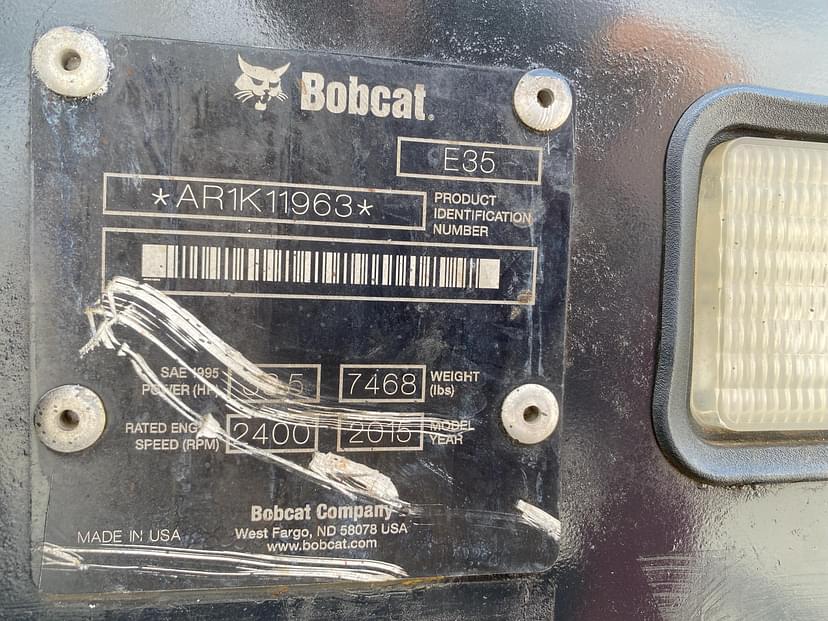 Bobcat®
E35
*AR1K11963*
PRODUCT
IDENTIFICATION
NUMBER
SAE 1995
POWER (HP)
7468
WEIGHT
(lbs)
RATED ENG
SPEED (RPM)
2400
2015
MODEL
YEAR
Bobcat Company
West Fargo, ND 58078 USA
www.bobcat.com
MADE IN USA